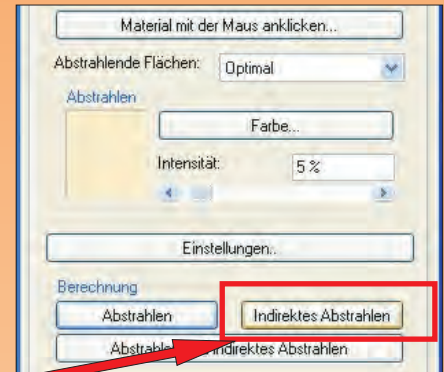 Material mit der Maus anklicken...
Abstrahlende Flächen: Optimal
Abstrahlen
Farbe...
Intensität: 5 %
Einstellungen..
Berechnung
Abstrahlen Indirektes Abstrahlen
Indirektes Abstrahlen